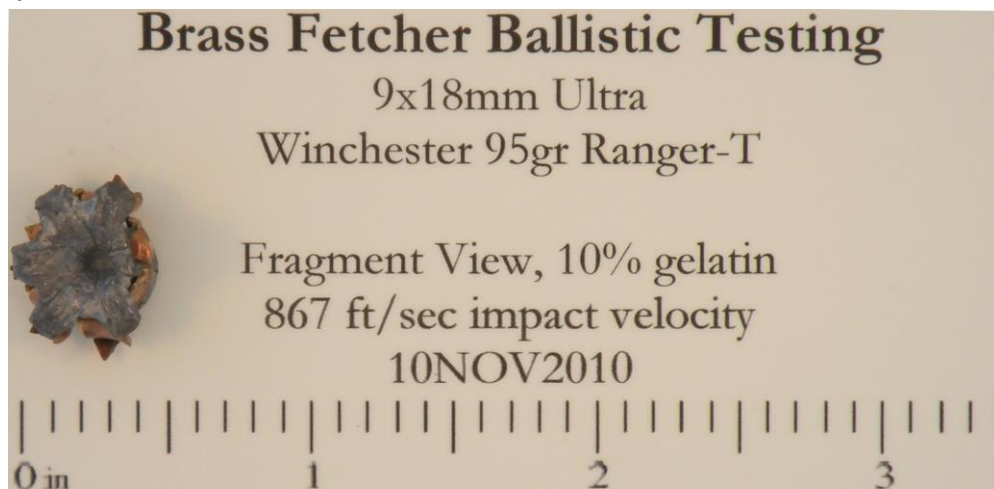 Brass Fetcher Ballistic Testing
9x18mm Ultra
Winchester 95gr Ranger-T
Fragment View, 10% gelatin
867 ft/sec impact velocity
10NOV2010
0 in 1 2 3